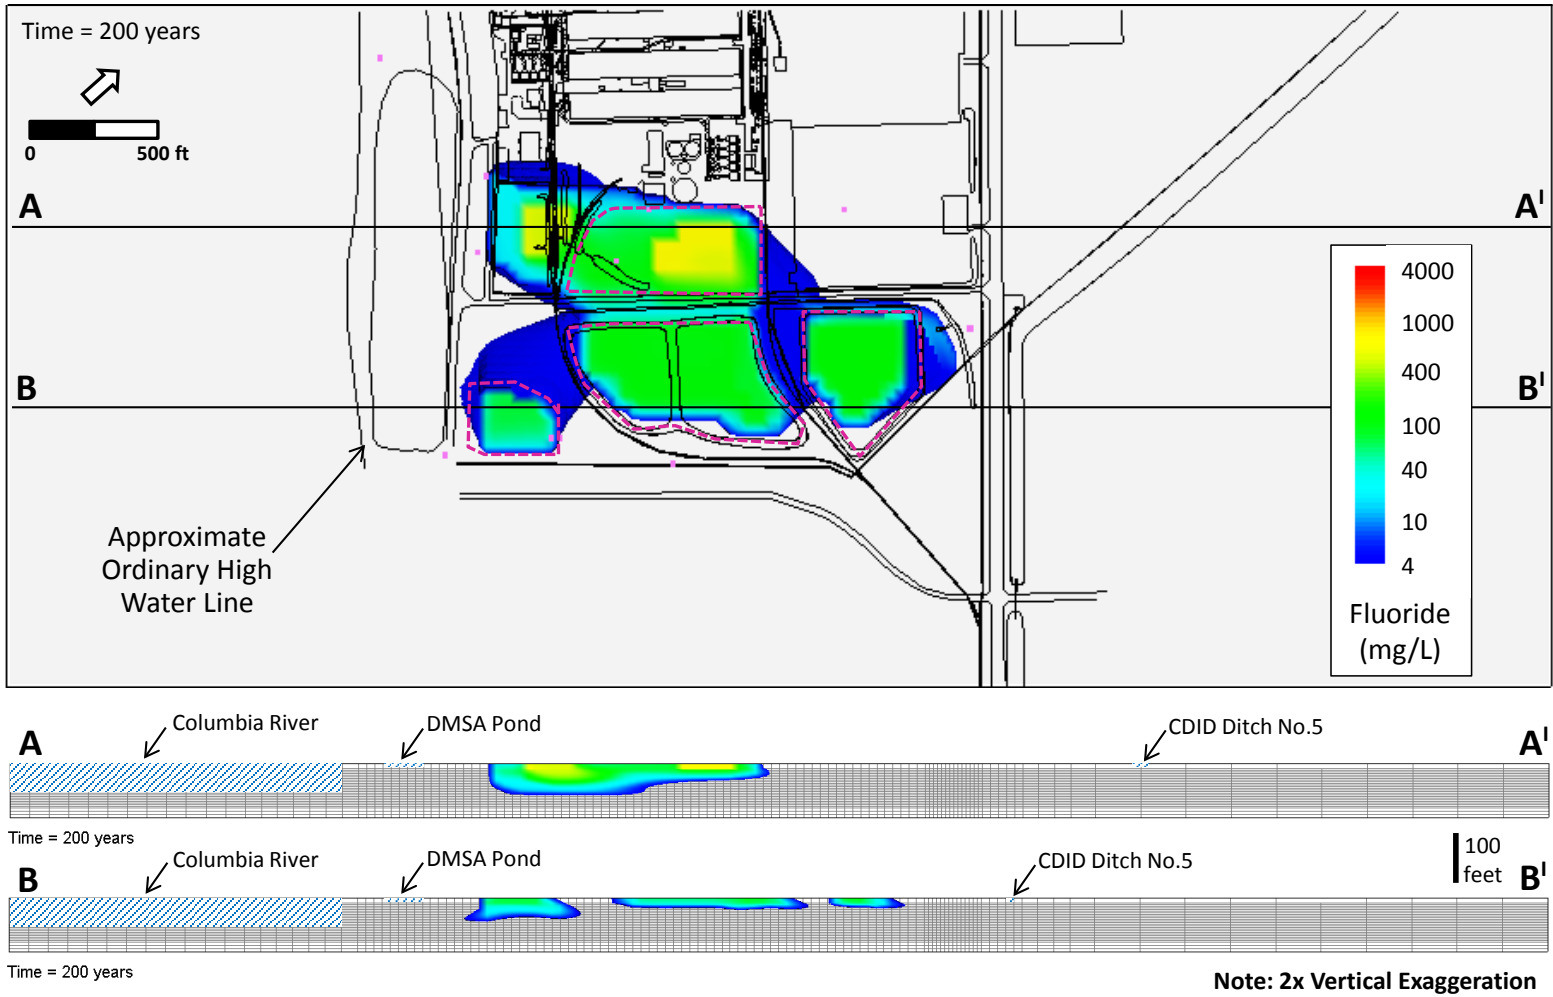 Time = 200 years
0 500 ft
A A'
B B'
Approximate
Ordinary High
Water Line
4000
1000
400
100
40
10
4
Fluoride
(mg/L)
Columbia River
DMSA Pond
CDID Ditch No.5
A A'
Time = 200 years
Columbia River
DMSA Pond
CDID Ditch No.5
100
feet
B B'
Time = 200 years
Note: 2x Vertical Exaggeration